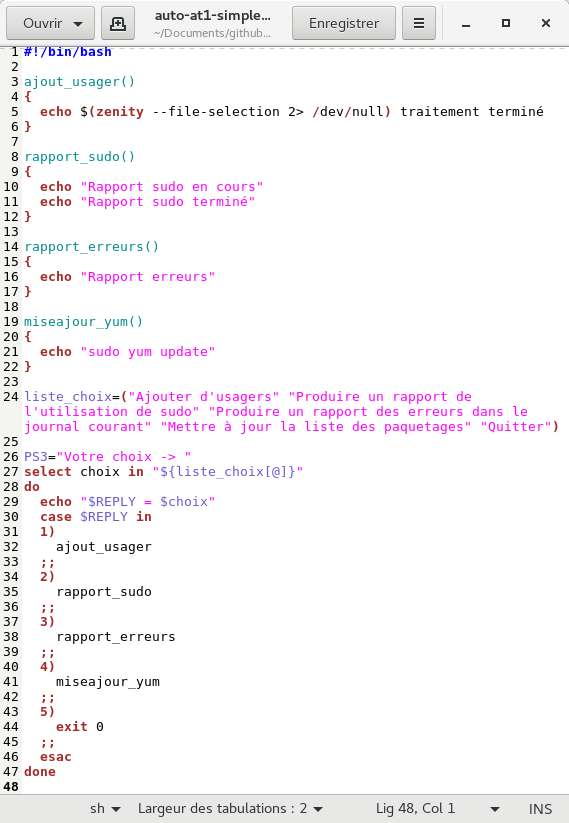 Ouvrir
auto-at1-simple...
~/Documents/github...
Enregistrer
1 #!/bin/bash
2
3 ajout_usager()
4 {
5   echo $(zenity --file-selection 2> /dev/null) traitement terminé
6 }
7
8 rapport_sudo()
9 {
10   echo "Rapport sudo en cours"
11   echo "Rapport sudo terminé"
12 }
13
14 rapport_erreurs()
15 {
16   echo "Rapport erreurs"
17 }
18
19 miseajour_yum()
20 {
21   echo "sudo yum update"
22 }
23
24 liste_choix=("Ajouter d'usagers" "Produire un rapport de
l'utilisation de sudo" "Produire un rapport des erreurs dans le
journal courant" "Mettre à jour la liste des paquetages" "Quitter")
25
26 PS3="Votre choix -> "
27 select choix in "${liste_choix[@]}"
28 do
29   echo "$REPLY = $choix"
30   case $REPLY in
31   1)
32     ajout_usager
33   ;;
34   2)
35     rapport_sudo
36   ;;
37   3)
38     rapport_erreurs
39   ;;
40   4)
41     miseajour_yum
42   ;;
43   5)
44     exit 0
45   ;;
46   esac
47 done
48
sh
Largeur des tabulations : 2
Lig 48, Col 1
INS